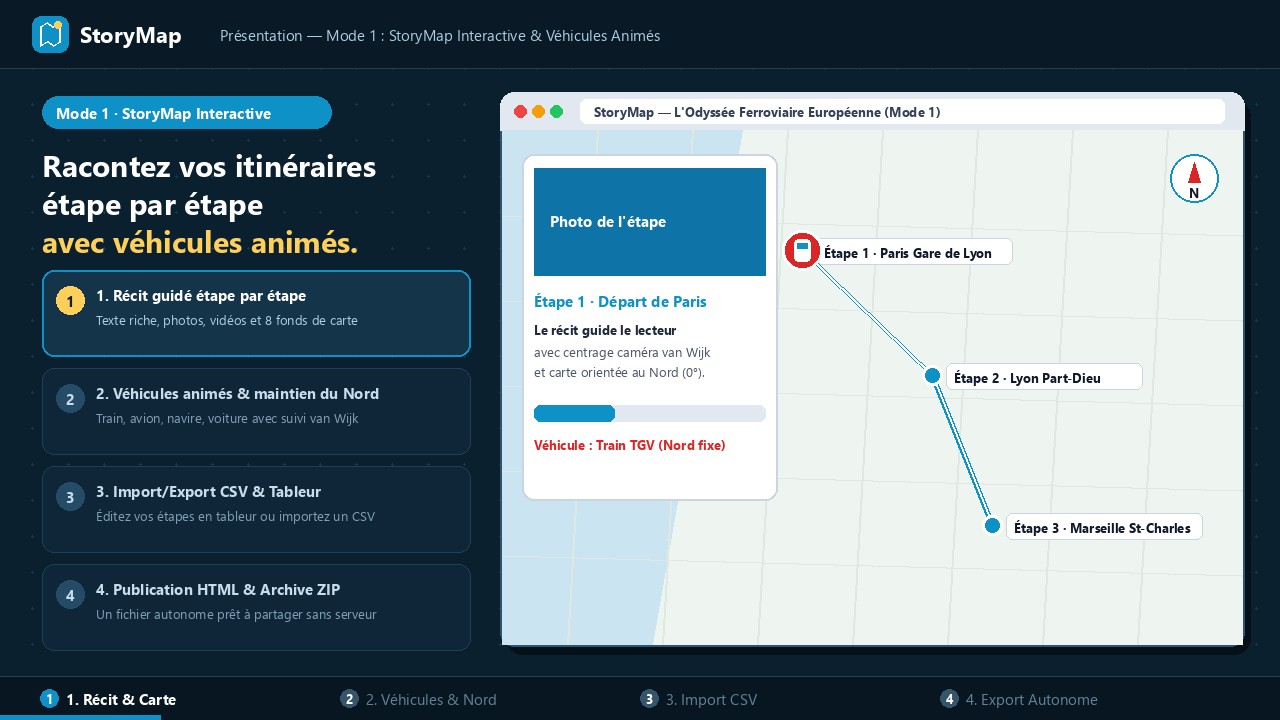 StoryMap
Présentation — Mode 1 : StoryMap Interactive & Véhicules Animés
Mode 1 · StoryMap Interactive
Racontez vos itinéraires
étape par étape
avec véhicules animés.
1
1. Récit guidé étape par étape
Texte riche, photos, vidéos et 8 fonds de carte
2
2. Véhicules animés & maintien du Nord
Train, avion, navire, voiture avec suivi van Wijk
3
3. Import/Export CSV & Tableur
Éditez vos étapes en tableur ou importez un CSV
4
4. Publication HTML & Archive ZIP
Un fichier autonome prêt à partager sans serveur
StoryMap — L'Odyssée Ferroviaire Européenne (Mode 1)
Photo de l'étape
Étape 1 · Départ de Paris
Le récit guide le lecteur
avec centrage caméra van Wijk
et carte orientée au Nord (0°).
Véhicule : Train TGV (Nord fixe)
N
Étape 1 · Paris Gare de Lyon
Étape 2 · Lyon Part-Dieu
Étape 3 · Marseille St-Charles
1 1. Récit & Carte
2 2. Véhicules & Nord
3 3. Import CSV
4 4. Export Autonome